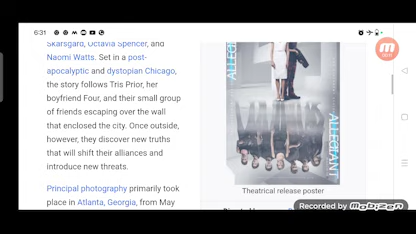 6:31
Skarsgård, Octavia Spencer, and
Naomi Watts. Set in a post-
apocalyptic and dystopian Chicago,
the story follows Tris Prior, her
boyfriend Four, and their small group
of friends escaping over the wall
that enclosed the city. Once outside,
however, they discover new truths
that will shift their alliances and
introduce new threats.
Principal photography primarily took
place in Atlanta, Georgia, from May
ALLEGIANT
ALLEGIANT
Theatrical release poster
Recorded by mobizen